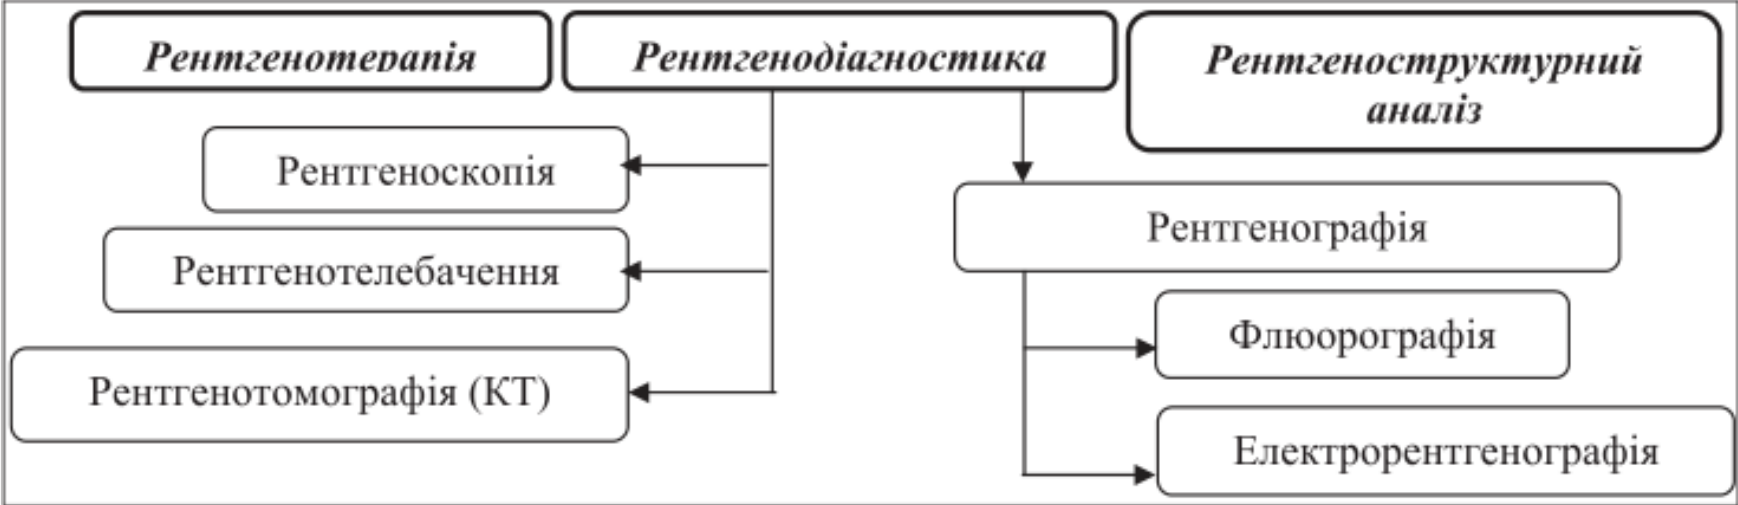 Рентгенотерапія
Рентгенодіагностика
Рентгеноструктурний
аналіз
Рентгеноскопія
Рентгенотелебачення
Рентгенотомографія (КТ)
Рентгенографія
Флюорографія
Електрорентгенографія